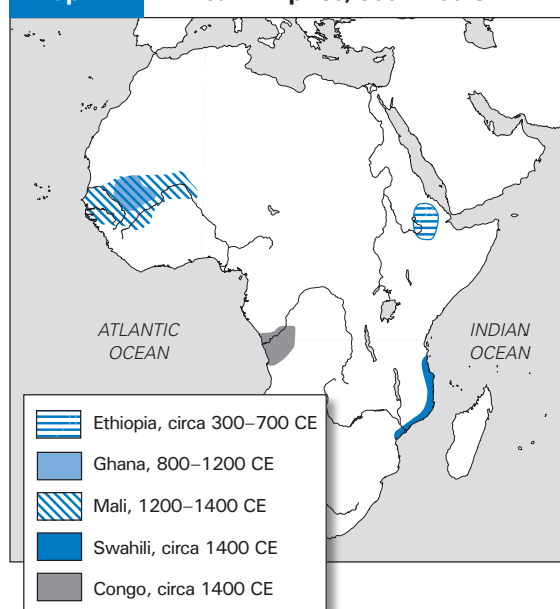 ATLANTIC
OCEAN
INDIAN
OCEAN
Ethiopia, circa 300–700 CE
Ghana, 800–1200 CE
Mali, 1200–1400 CE
Swahili, circa 1400 CE
Congo, circa 1400 CE